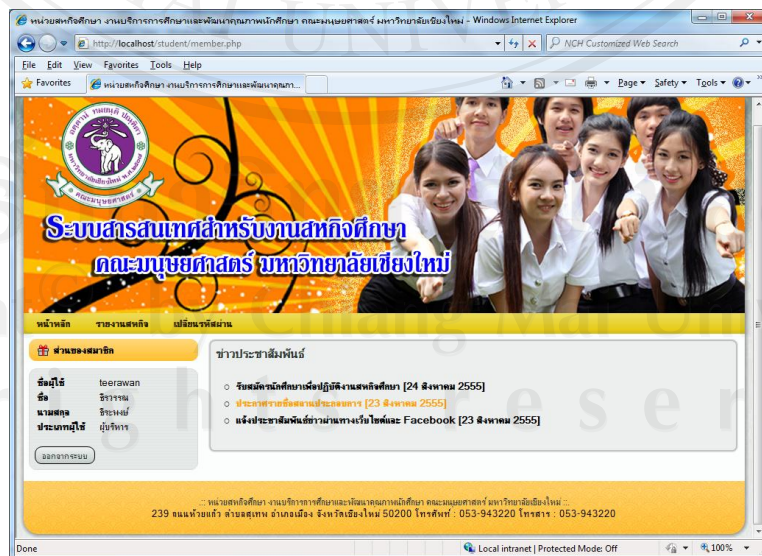 หน่วยสหกิจศึกษา งานบริการการศึกษาและพัฒนาคุณภาพนักศึกษา คณะมนุษยศาสตร์ มหาวิทยาลัยเชียงใหม่ - Windows Internet Explorer
http://localhost/student/member.php
NCH Customized Web Search
File Edit View Favorites Tools Help
Favorites หน่วยสหกิจศึกษา งานบริการการศึกษาและพัฒนาคุณภา... Page Safety Tools
ระบบสารสนเทศสำหรับงานสหกิจศึกษา
คณะมนุษยศาสตร์ มหาวิทยาลัยเชียงใหม่
หน้าหลัก รายงานสหกิจ เปลี่ยนรหัสผ่าน
ส่วนของสมาชิก
ชื่อผู้ใช้ teerawan
ชื่อ ธีรวรรณ
นามสกุล ธีระพงษ์
ประเภทผู้ใช้ ผู้บริหาร
ออกจากระบบ
ข่าวประชาสัมพันธ์
รับสมัครนักศึกษาเพื่อปฏิบัติงานสหกิจศึกษา [24 สิงหาคม 2555]
ประกาศรายชื่อสถานประกอบการ [23 สิงหาคม 2555]
แจ้งประชาสัมพันธ์ข่าวผ่านทางเว็บไซต์และ Facebook [23 สิงหาคม 2555]
.:: หน่วยสหกิจศึกษา งานบริการการศึกษาและพัฒนาคุณภาพนักศึกษา คณะมนุษยศาสตร์ มหาวิทยาลัยเชียงใหม่ ::.
239 ถนนห้วยแก้ว ตำบลสุเทพ อำเภอเมือง จังหวัดเชียงใหม่ 50200 โทรศัพท์ : 053-943220 โทรสาร : 053-943220
Done Local intranet | Protected Mode: Off 100%